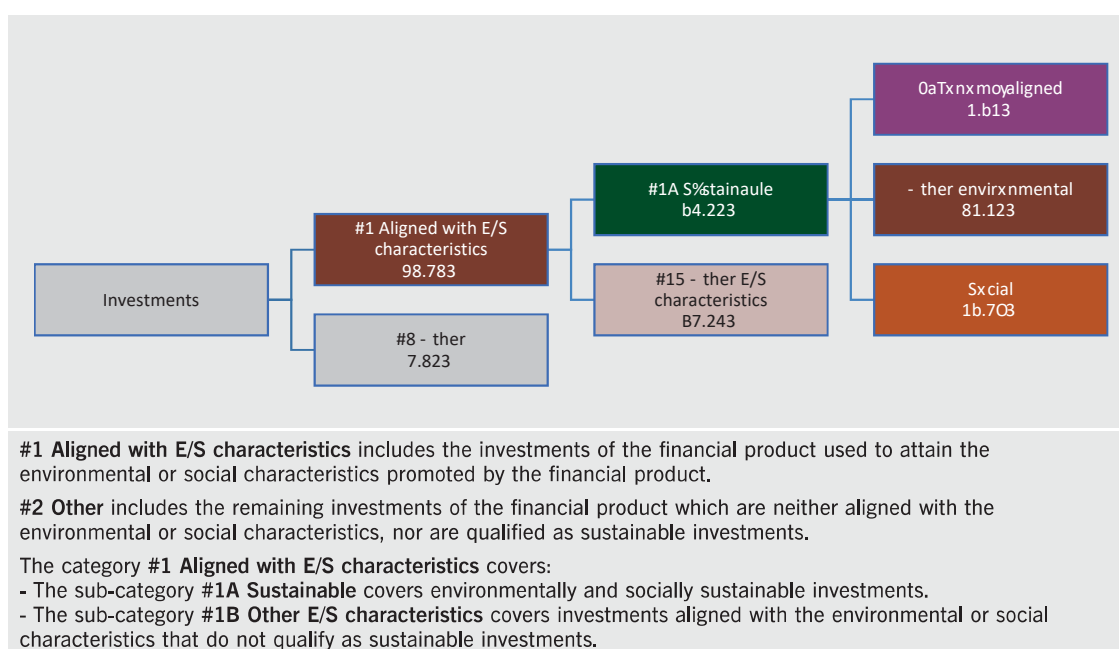 0aTxnxmoyaligned
1.b13
#1A S%stainaule
b4.223
- ther envirxnmental
81.123
#1 Aligned with E/S
characteristics
98.783
Investments
#15 - ther E/S
characteristics
B7.243
Sxcial
1b.7O3
#8 - ther
7.823
#1 Aligned with E/S characteristics includes the investments of the financial product used to attain the
environmental or social characteristics promoted by the financial product.
#2 Other includes the remaining investments of the financial product which are neither aligned with the
environmental or social characteristics, nor are qualified as sustainable investments.
The category #1 Aligned with E/S characteristics covers:
- The sub-category #1A Sustainable covers environmentally and socially sustainable investments.
- The sub-category #1B Other E/S characteristics covers investments aligned with the environmental or social
characteristics that do not qualify as sustainable investments.